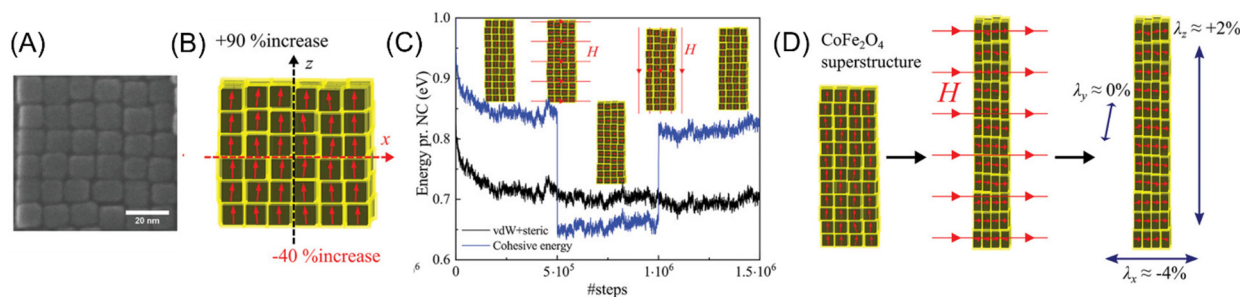 (A)
20 nm
(B)
+90 %increase
z
x
-40 %increase
(C)
Energy pr. NC (eV)
0.9
0.8
0.7
0.6
H
H
vdW+steric
Cohesive energy
0
5·10⁵
1·10⁶
1.5·10⁶
#steps
(D)
CoFe₂O₄
superstructure
H
λz ≈ +2%
λy ≈ 0%
λx ≈ -4%